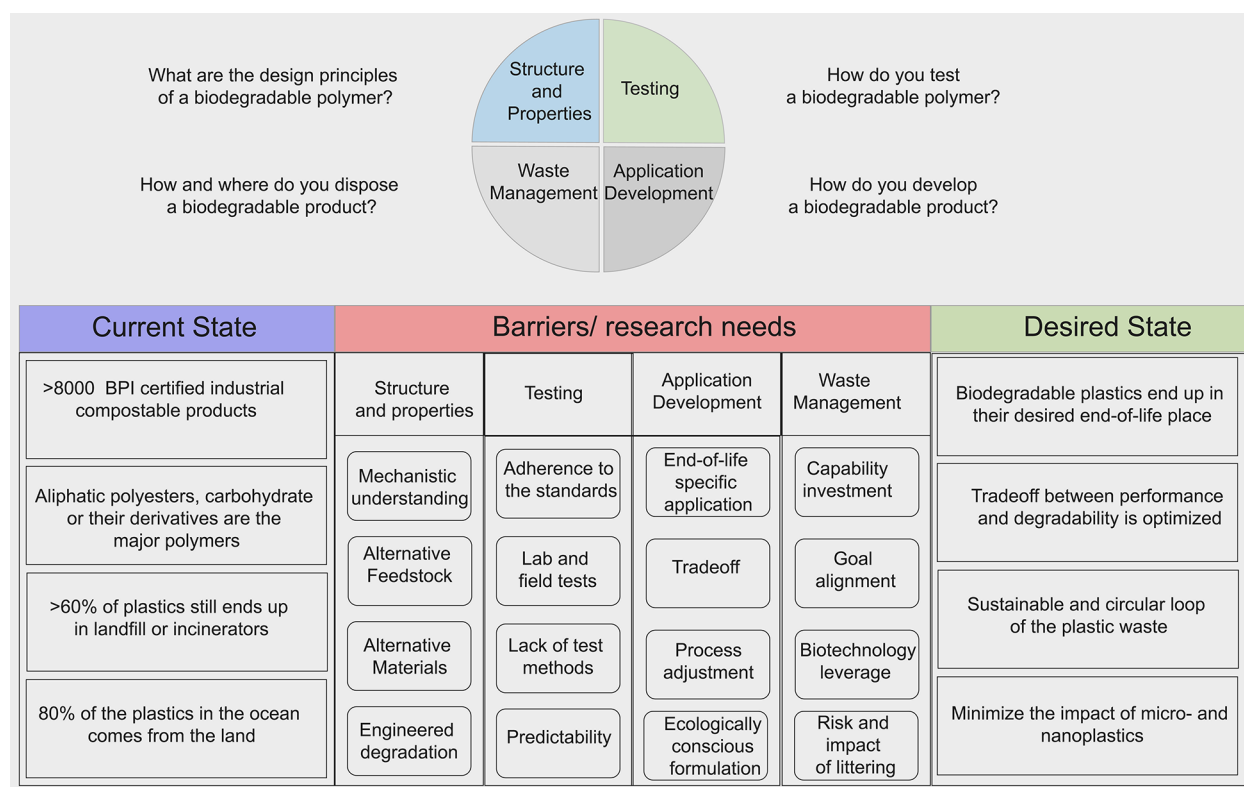 What are the design principles
of a biodegradable polymer?
Structure
and
Properties
Testing
How do you test
a biodegradable polymer?
How and where do you dispose
a biodegradable product?
Waste
Management
Application
Development
How do you develop
a biodegradable product?
Current State
Barriers/ research needs
Desired State
>8000 BPI certified industrial
compostable products
Aliphatic polyesters, carbohydrate
or their derivatives are the
major polymers
>60% of plastics still ends up
in landfill or incinerators
80% of the plastics in the ocean
comes from the land
Structure
and properties
Mechanistic
understanding
Alternative
Feedstock
Alternative
Materials
Engineered
degradation
Testing
Adherence to
the standards
Lab and
field tests
Lack of test
methods
Predictability
Application
Development
End-of-life
specific
application
Tradeoff
Process
adjustment
Ecologically
conscious
formulation
Waste
Management
Capability
investment
Goal
alignment
Biotechnology
leverage
Risk and
impact
of littering
Biodegradable plastics end up in
their desired end-of-life place
Tradeoff between performance
and degradability is optimized
Sustainable and circular loop
of the plastic waste
Minimize the impact of micro- and
nanoplastics